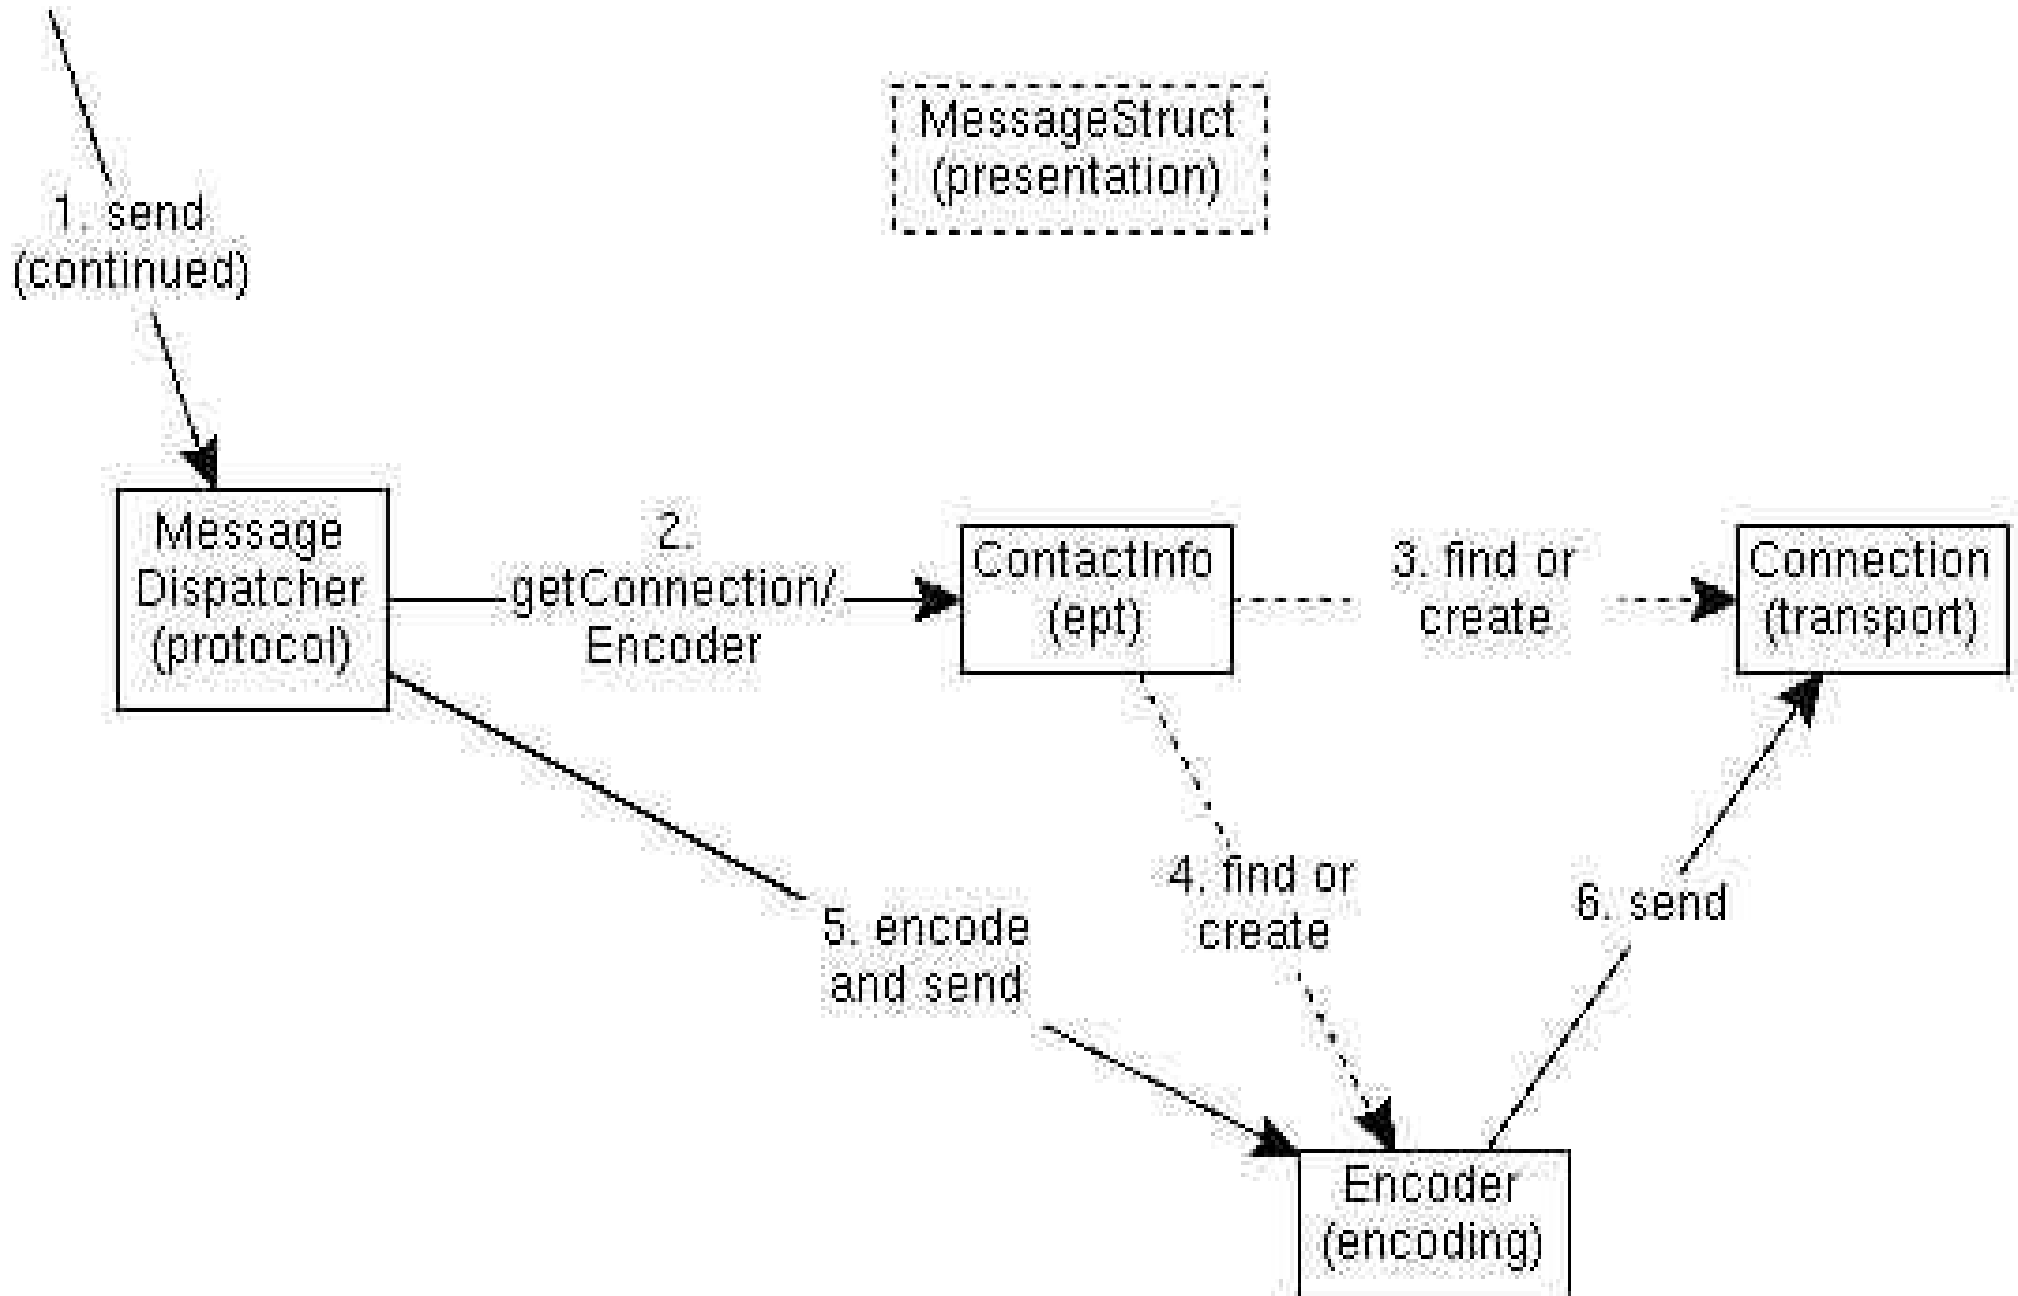 MessageStruct
(presentation)
1. send
(continued)
Message
Dispatcher
(protocol)
2.
getConnection/
Encoder
ContactInfo
(ept)
3. find or
create
Connection
(transport)
4. find or
create
5. encode
and send
6. send
Encoder
(encoding)